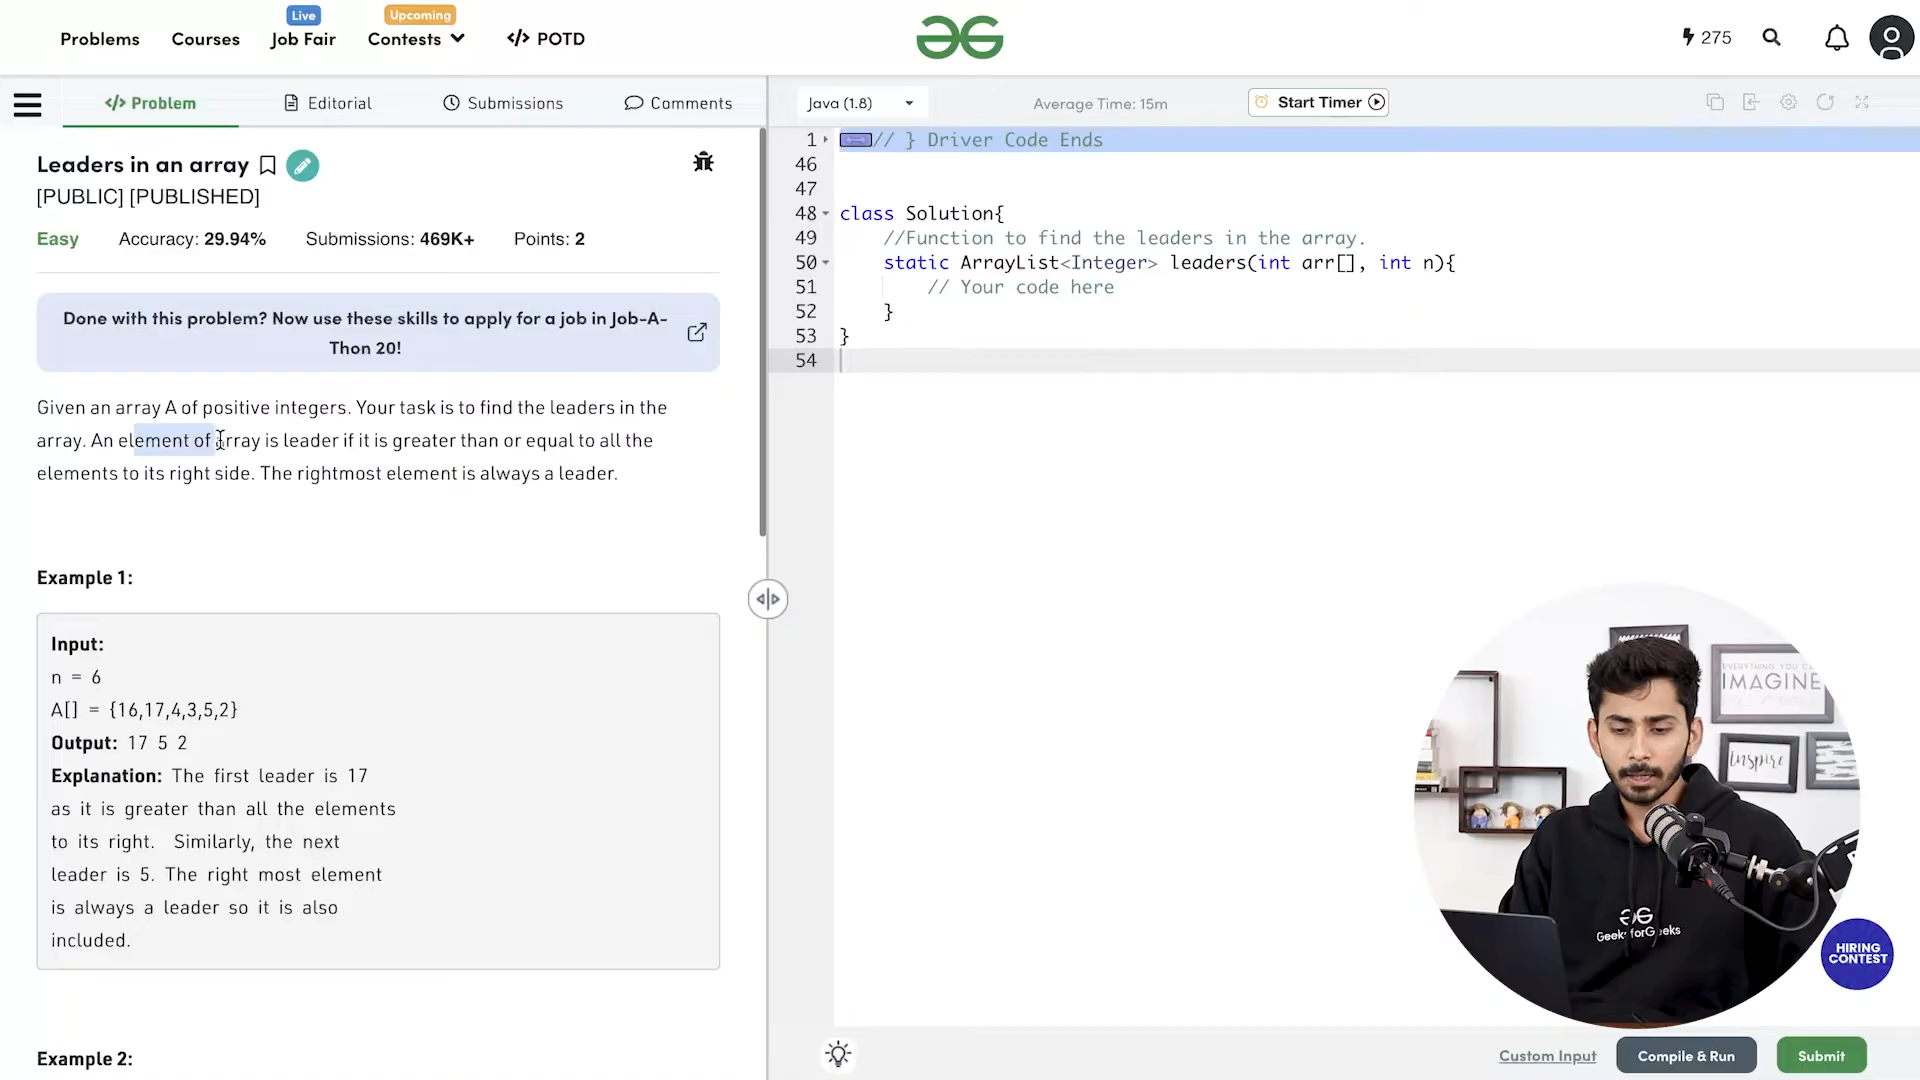 Live
Upcoming
Problems Courses Job Fair Contests </> POTD
275
</> Problem Editorial Submissions Comments
Java (1.8)
Average Time: 15m
Start Timer
Leaders in an array
[PUBLIC] [PUBLISHED]
Easy Accuracy: 29.94% Submissions: 469K+ Points: 2
Done with this problem? Now use these skills to apply for a job in Job-A-
Thon 20!
Given an array A of positive integers. Your task is to find the leaders in the
array. An element of array is leader if it is greater than or equal to all the
elements to its right side. The rightmost element is always a leader.
Example 1:
Input:
n = 6
A[] = {16,17,4,3,5,2}
Output: 17 5 2
Explanation: The first leader is 17
as it is greater than all the elements
to its right. Similarly, the next
leader is 5. The right most element
is always a leader so it is also
included.
Example 2:
1 // } Driver Code Ends
46
47
48 class Solution{
49 //Function to find the leaders in the array.
50 static ArrayList<Integer> leaders(int arr[], int n){
51 // Your code here
52 }
53 }
54
EVERYTHING YOU CAN
IMAGINE
Inspire
GeeksforGeeks
HIRING
CONTEST
Custom Input
Compile & Run
Submit